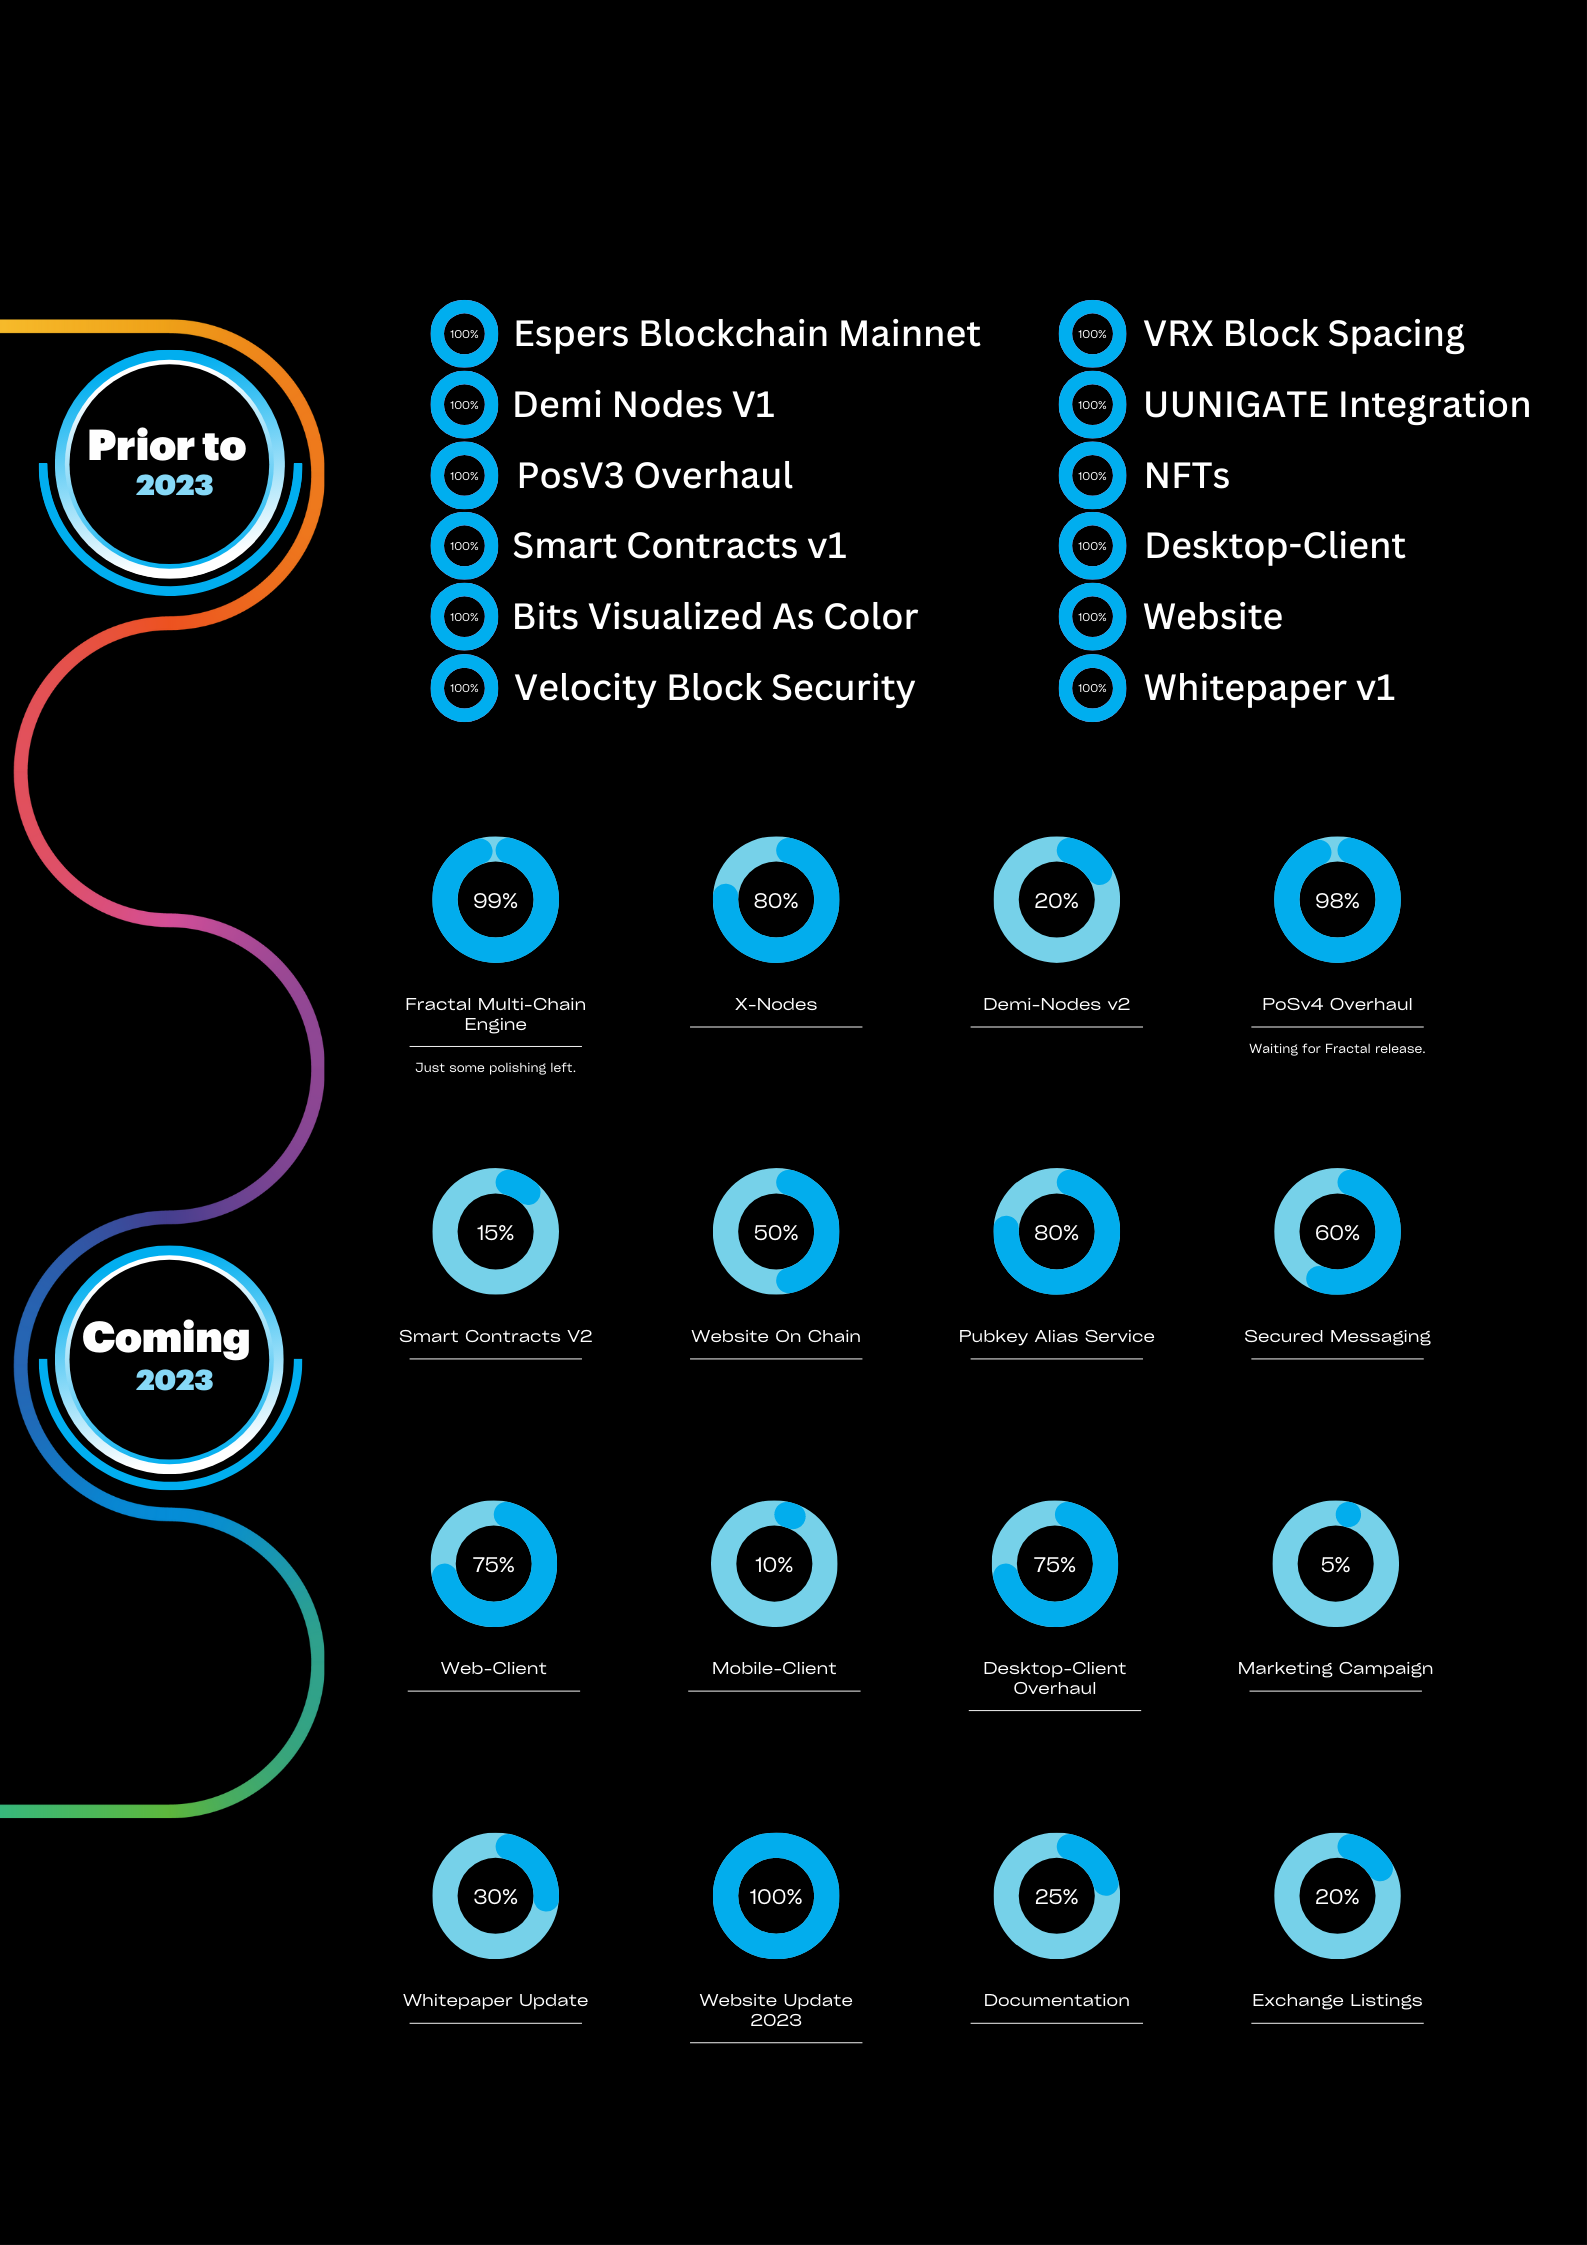 Prior to
2023
100% Espers Blockchain Mainnet
100% Demi Nodes V1
100% PosV3 Overhaul
100% Smart Contracts v1
100% Bits Visualized As Color
100% Velocity Block Security
100% VRX Block Spacing
100% UUNIGATE Integration
100% NFTs
100% Desktop-Client
100% Website
100% Whitepaper v1
Coming
2023
99%
Fractal Multi-Chain
Engine
Just some polishing left.
80%
X-Nodes
20%
Demi-Nodes v2
98%
PoSv4 Overhaul
Waiting for Fractal release.
15%
Smart Contracts V2
50%
Website On Chain
80%
Pubkey Alias Service
60%
Secured Messaging
75%
Web-Client
10%
Mobile-Client
75%
Desktop-Client
Overhaul
5%
Marketing Campaign
30%
Whitepaper Update
100%
Website Update
2023
25%
Documentation
20%
Exchange Listings